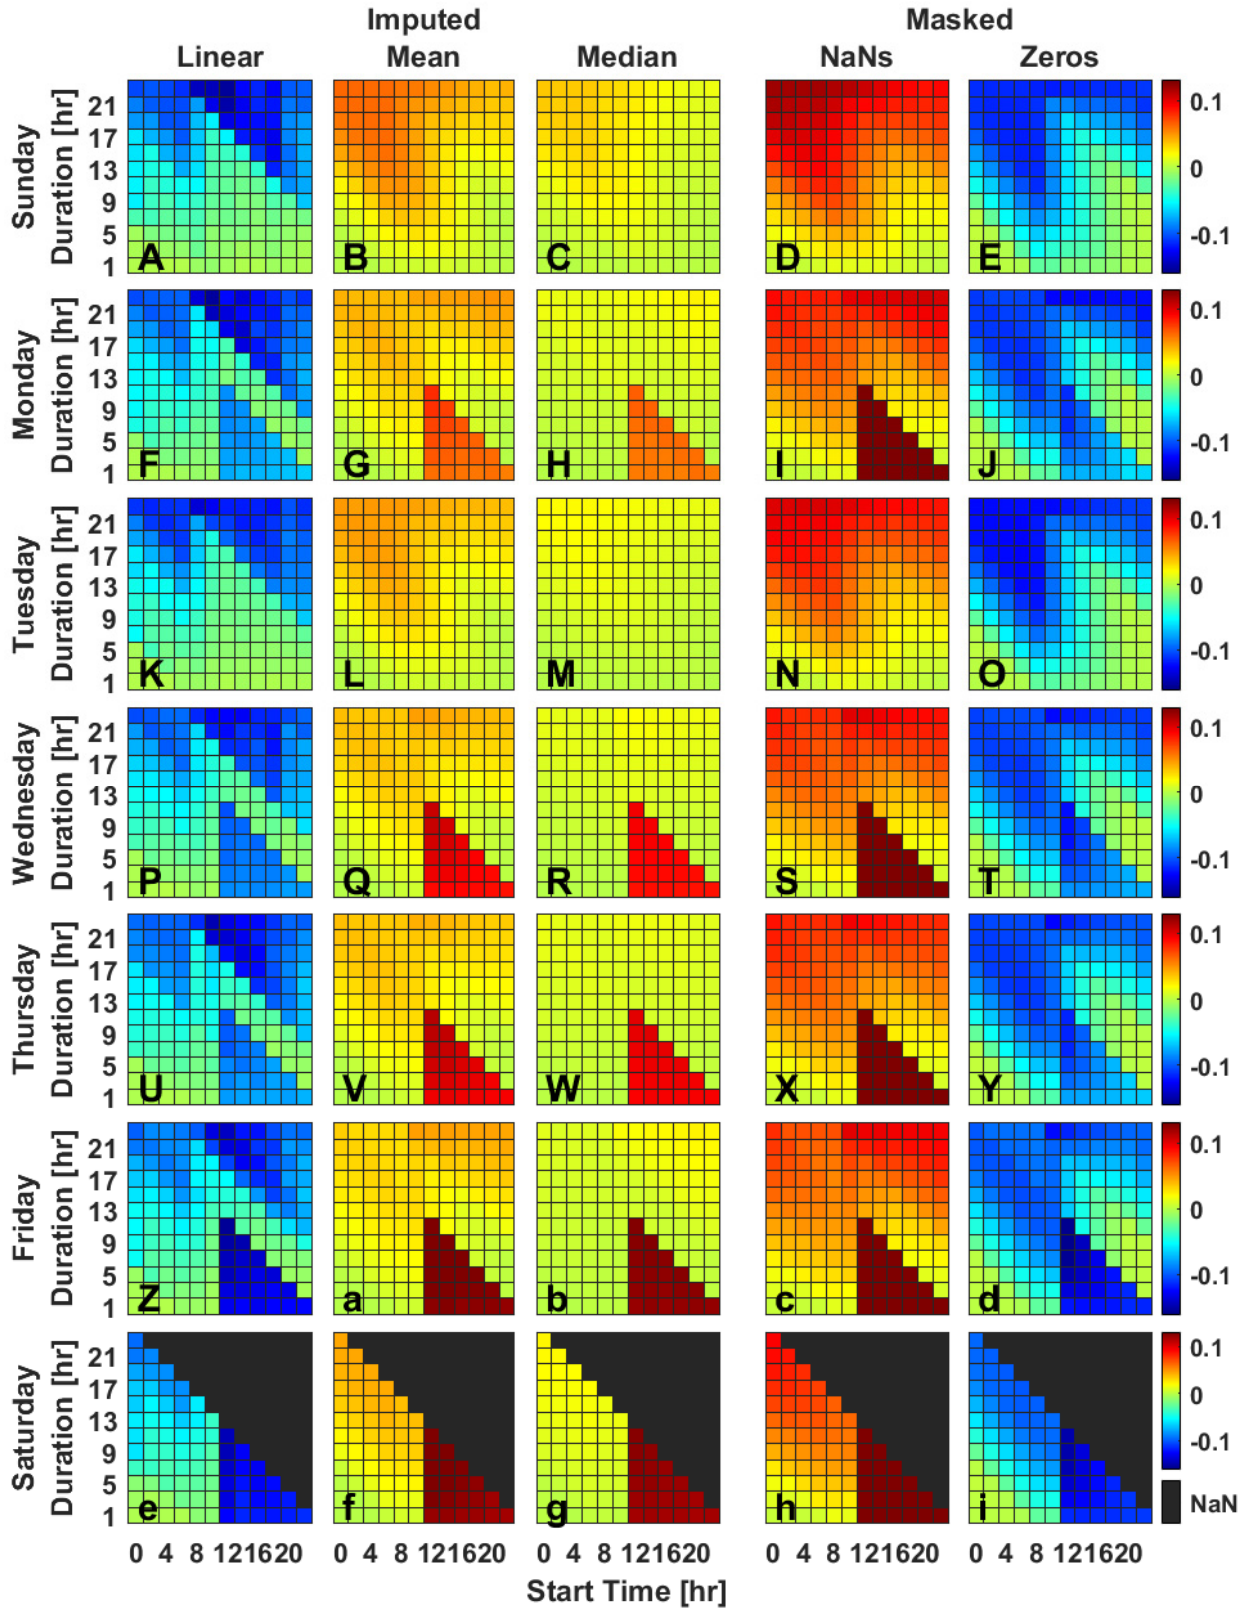 Imputed Masked
Linear Mean Median NaNs Zeros
Sunday
Duration [hr]
21
17
13
9
5
1
A B C D E
0.1
0
-0.1
Monday
Duration [hr]
21
17
13
9
5
1
F G H I J
0.1
0
-0.1
Tuesday
Duration [hr]
21
17
13
9
5
1
K L M N O
0.1
0
-0.1
Wednesday
Duration [hr]
21
17
13
9
5
1
P Q R S T
0.1
0
-0.1
Thursday
Duration [hr]
21
17
13
9
5
1
U V W X Y
0.1
0
-0.1
Friday
Duration [hr]
21
17
13
9
5
1
Z a b c d
0.1
0
-0.1
Saturday
Duration [hr]
21
17
13
9
5
1
e f g h i
0.1
0
-0.1
NaN
0 4 8 121620 0 4 8 121620 0 4 8 121620 0 4 8 121620 0 4 8 121620
Start Time [hr]